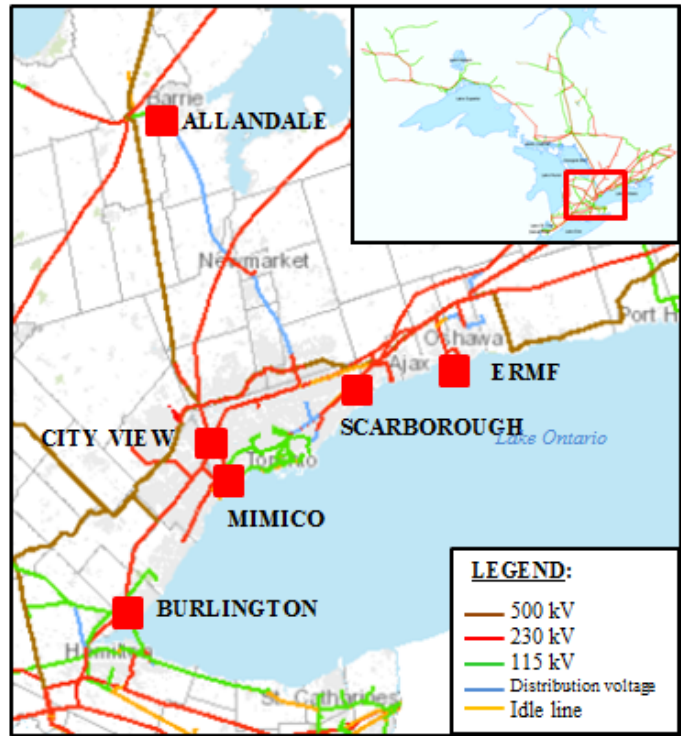 Barrie
ALLANDALE
Newmarket
Port H
Oshawa
Ajax
ERMF
SCARBOROUGH
CITY VIEW
Lake Ontario
Toronto
MIMICO
BURLINGTON
Hamilton
St. Catharines
LEGEND:
500 kV
230 kV
115 kV
Distribution voltage
Idle line